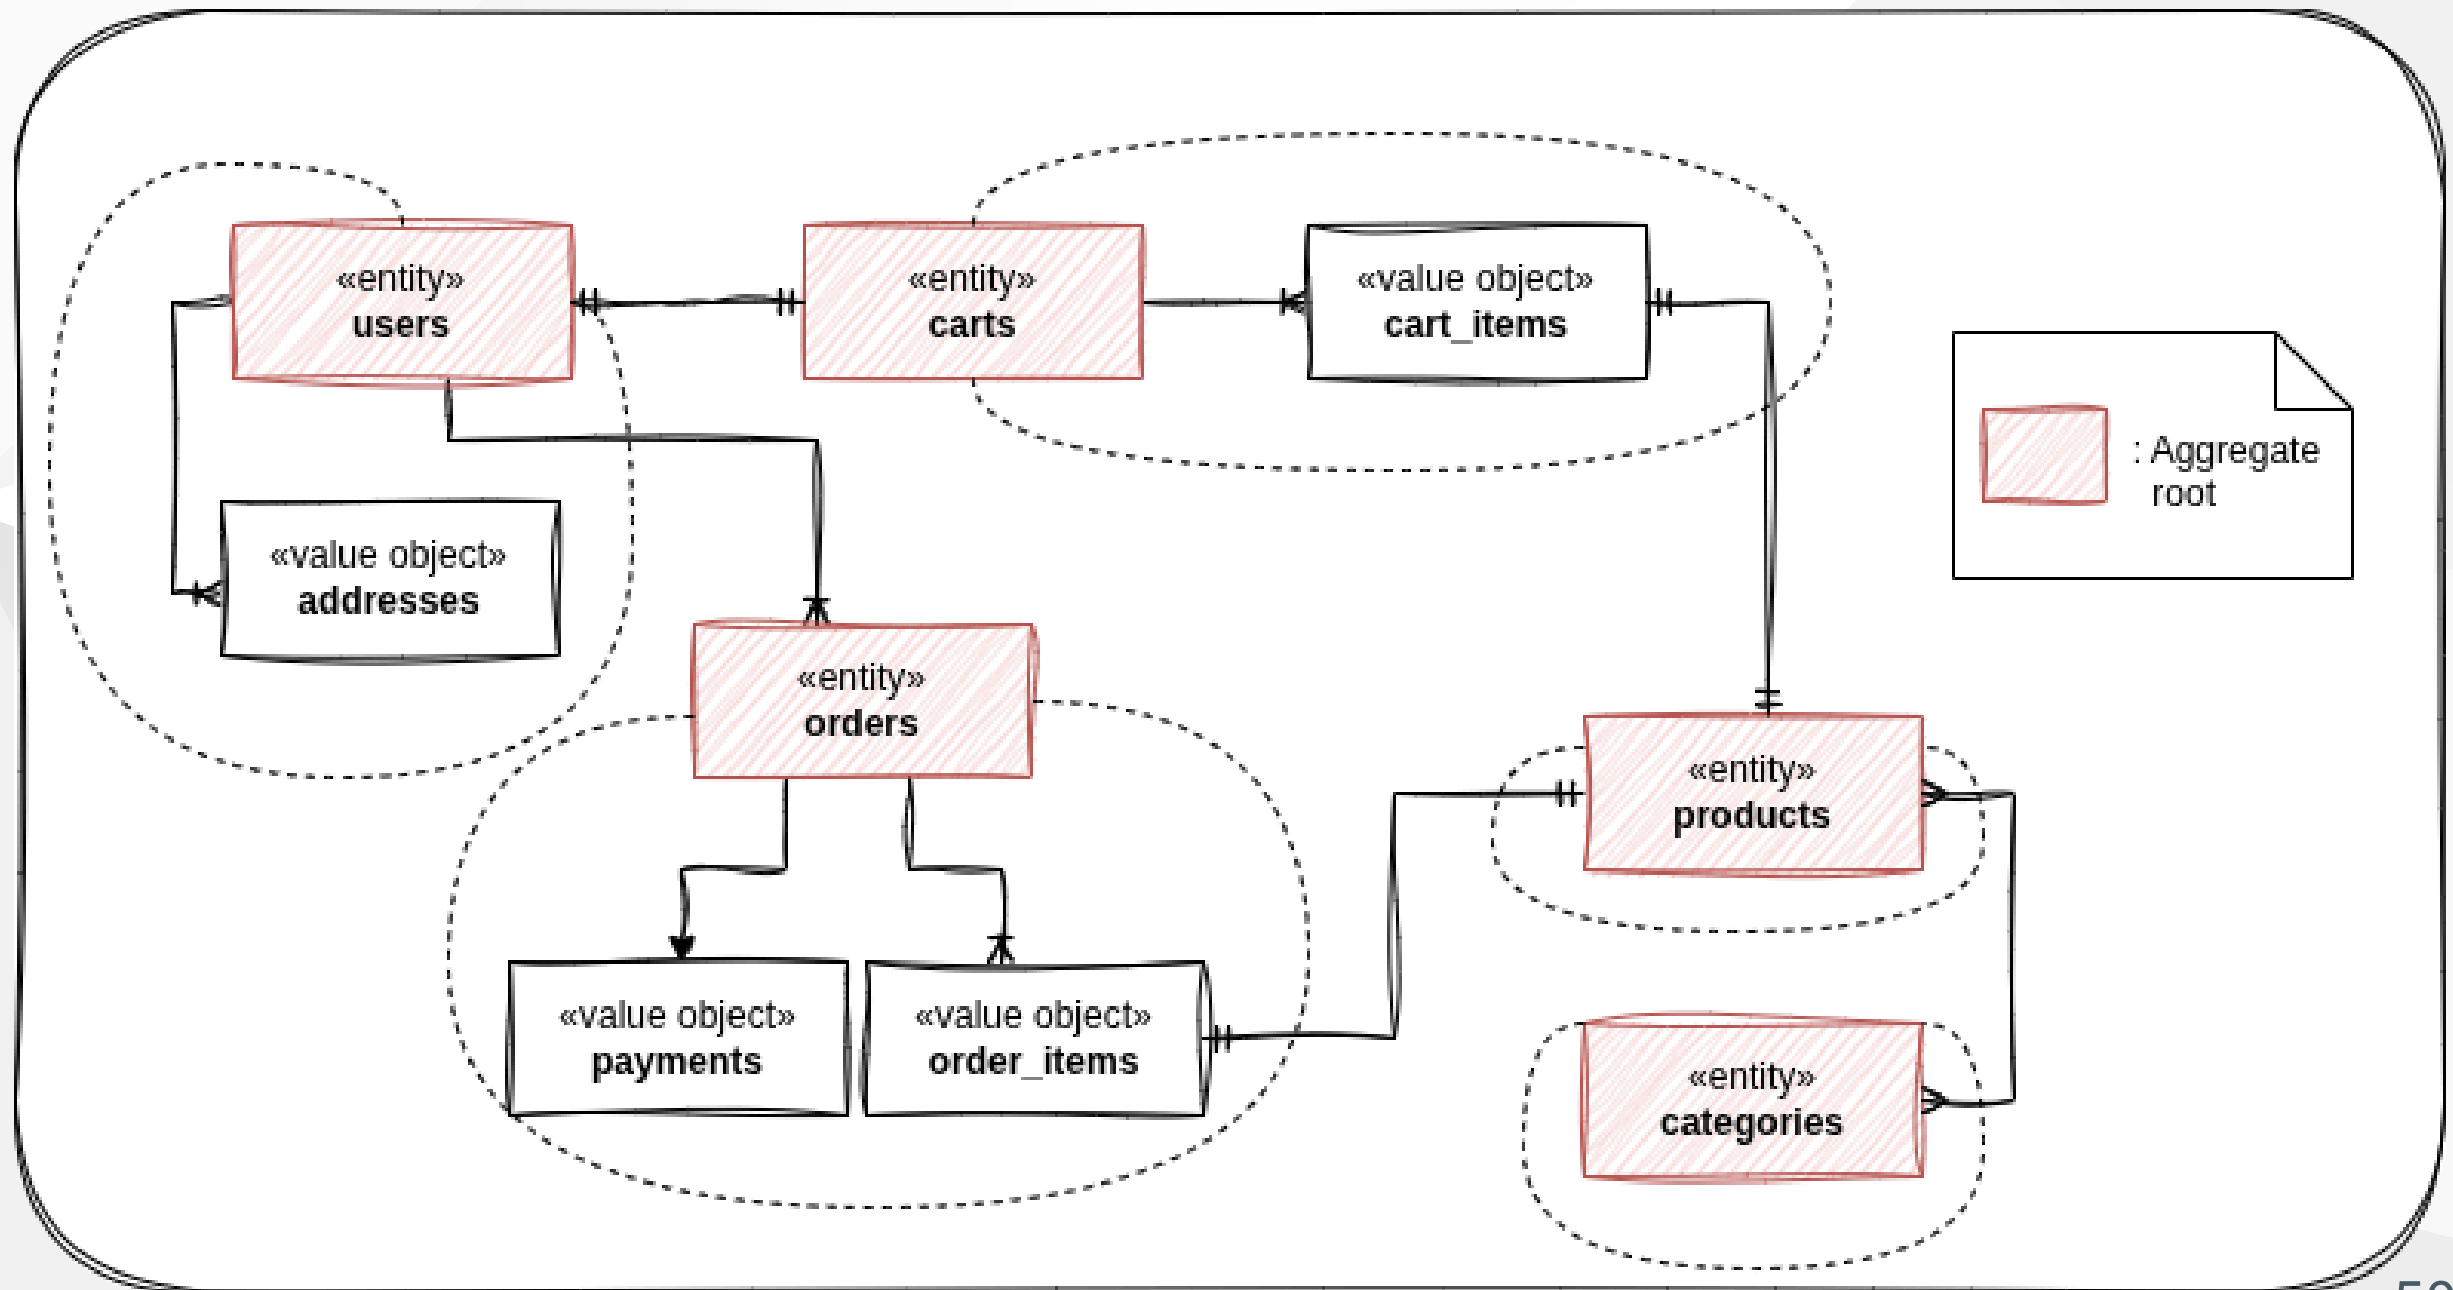 «entity»
users
«entity»
carts
«value object»
cart_items
: Aggregate
root
«value object»
addresses
«entity»
orders
«entity»
products
«value object»
payments
«value object»
order_items
«entity»
categories